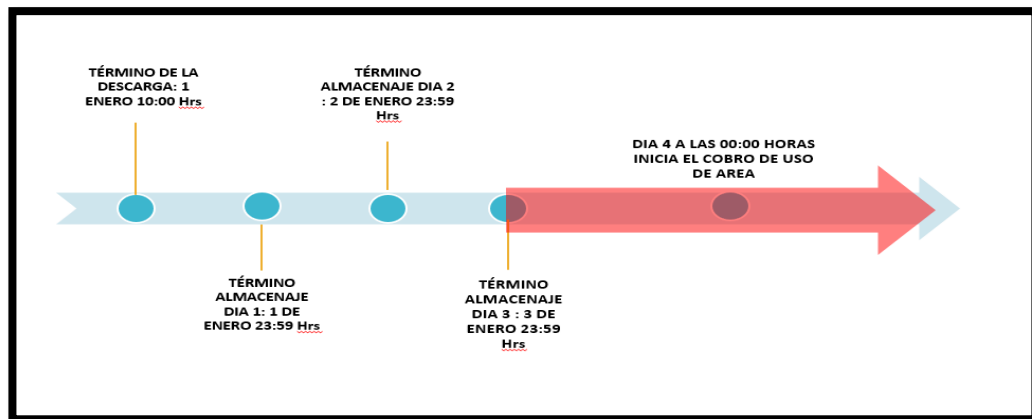 TÉRMINO DE LA
DESCARGA: 1
ENERO 10:00 Hrs
TÉRMINO
ALMACENAJE
DIA 1: 1 DE
ENERO 23:59 Hrs
TÉRMINO
ALMACENAJE DIA 2
: 2 DE ENERO 23:59
Hrs
TÉRMINO
ALMACENAJE
DIA 3 : 3 DE
ENERO 23:59
Hrs
DIA 4 A LAS 00:00 HORAS
INICIA EL COBRO DE USO
DE AREA